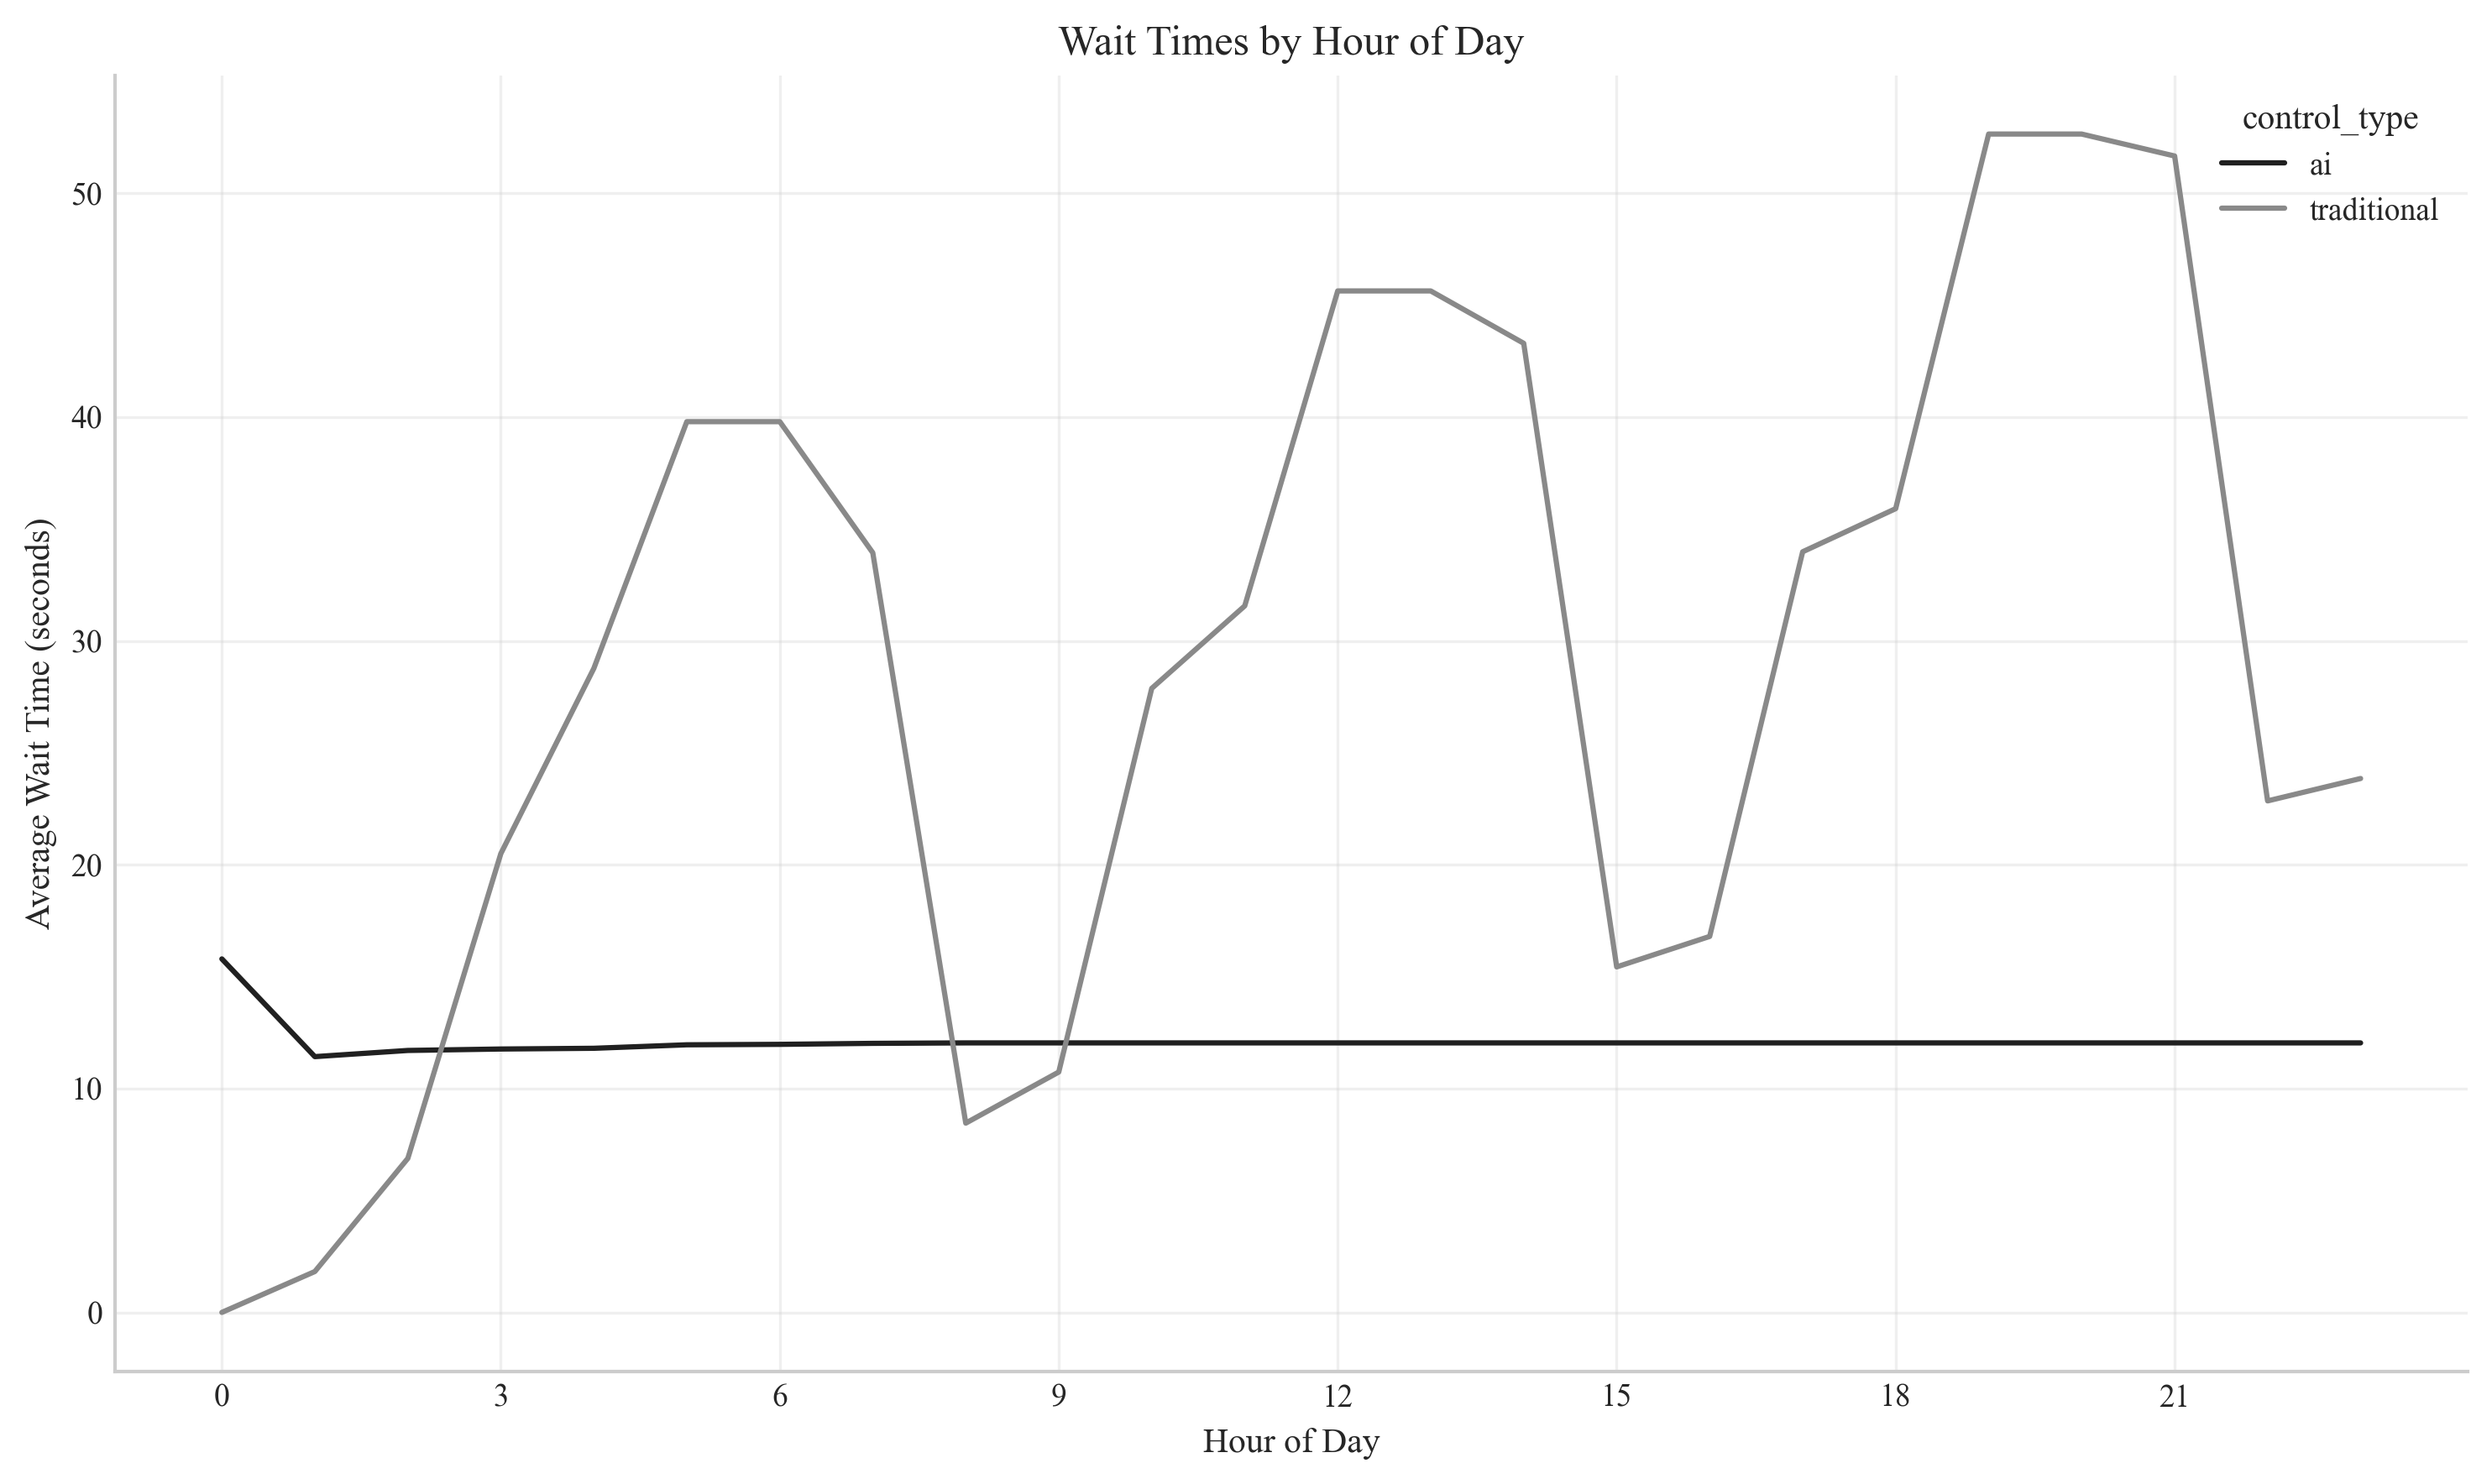 Wait Times by Hour of Day
control_type
ai
traditional
Average Wait Time (seconds)
50
40
30
20
10
0
0 3 6 9 12 15 18 21
Hour of Day